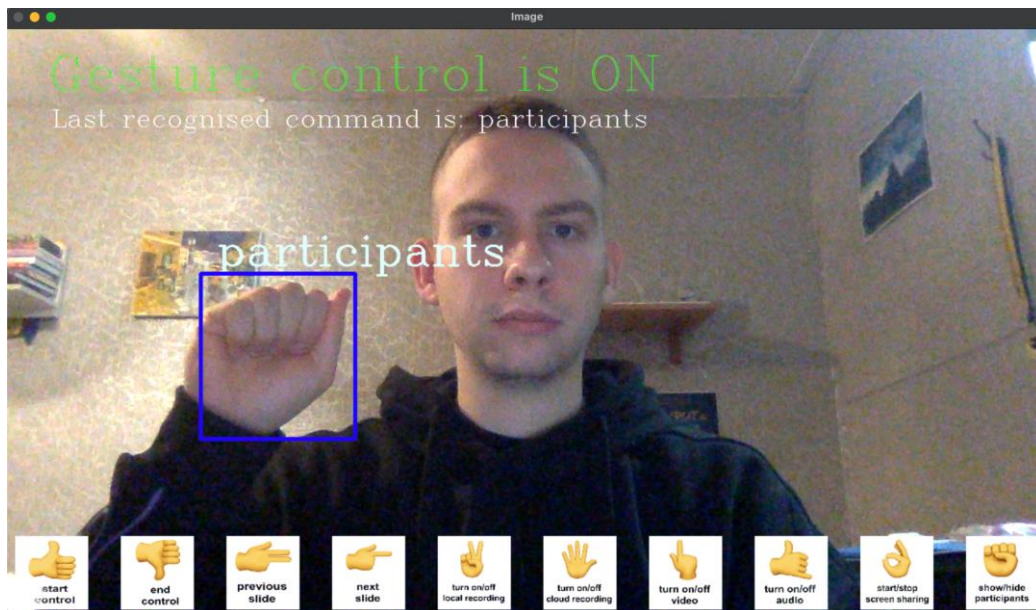 Image
Gesture control is ON
Last recognised command is: participants
participants
start
control
end
control
previous
slide
next
slide
turn on/off
local recording
turn on/off
cloud recording
turn on/off
video
turn on/off
audio
start/stop
screen sharing
show/hide
participants